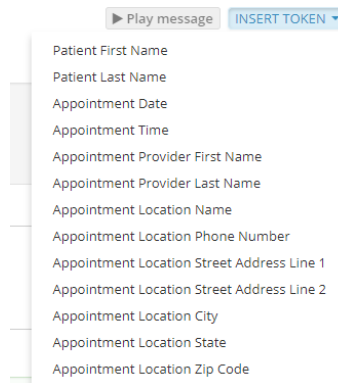 Play message INSERT TOKEN
Patient First Name
Patient Last Name
Appointment Date
Appointment Time
Appointment Provider First Name
Appointment Provider Last Name
Appointment Location Name
Appointment Location Phone Number
Appointment Location Street Address Line 1
Appointment Location Street Address Line 2
Appointment Location City
Appointment Location State
Appointment Location Zip Code